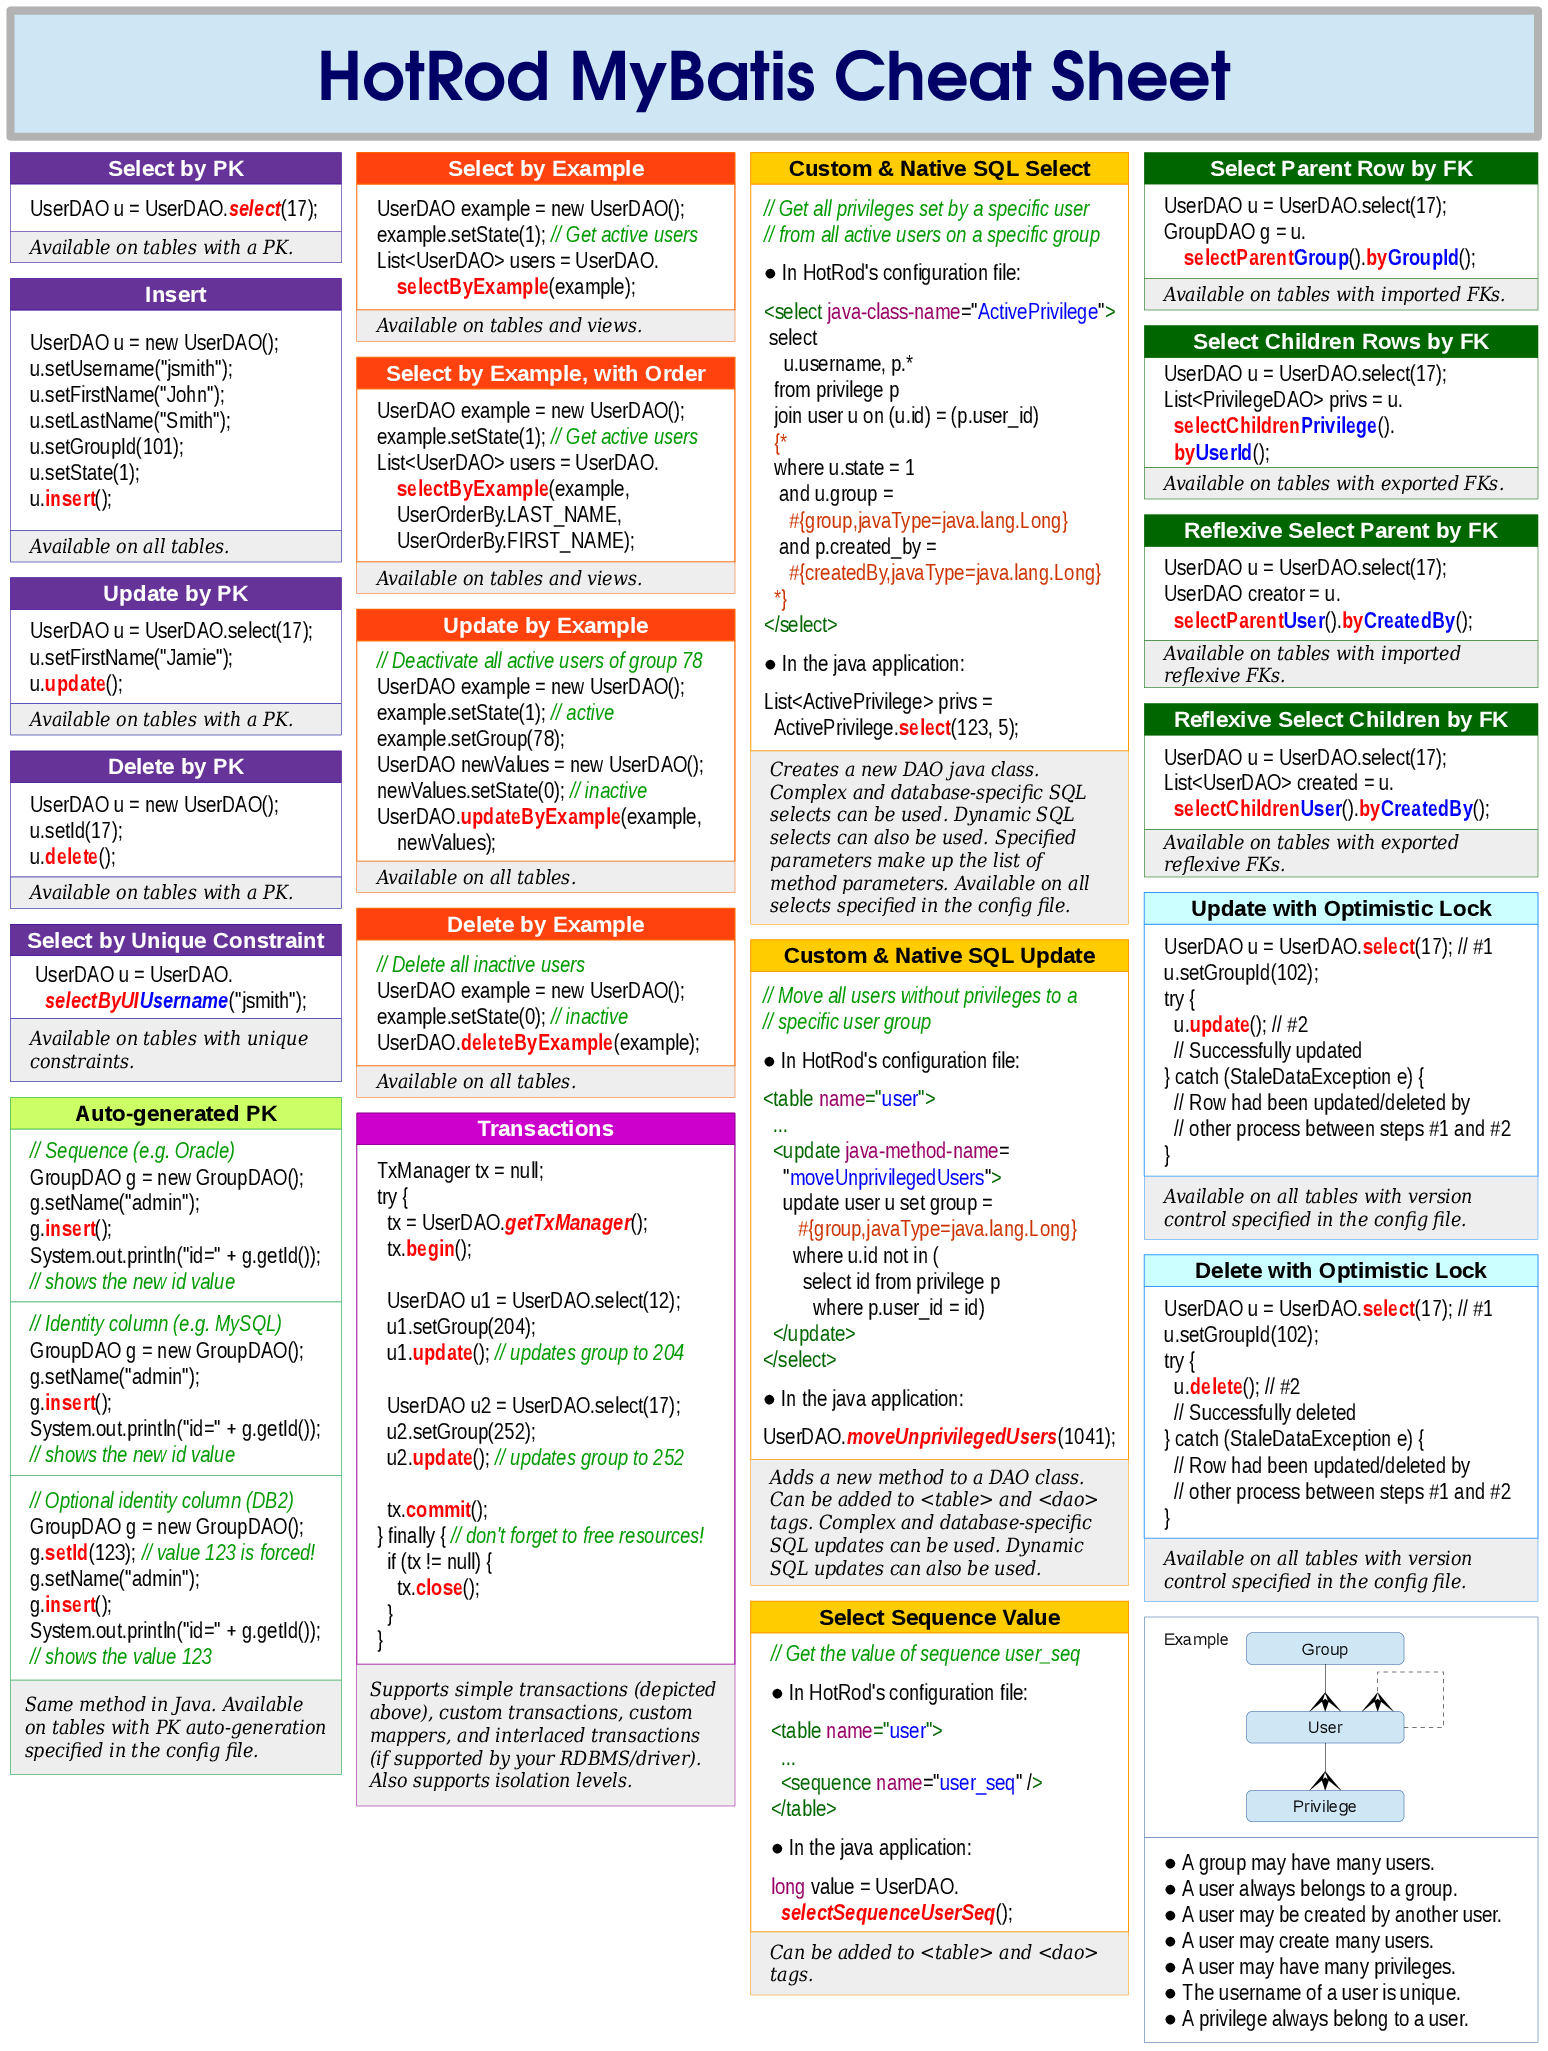 HotRod MyBatis Cheat Sheet
Select by PK
UserDAO u = UserDAO.select(17);
Available on tables with a PK.
Insert
UserDAO u = new UserDAO();
u.setUsername("jsmith");
u.setFirstName("John");
u.setLastName("Smith");
u.setGroupId(101);
u.setState(1);
u.insert();
Available on all tables.
Update by PK
UserDAO u = UserDAO.select(17);
u.setFirstName("Jamie");
u.update();
Available on tables with a PK.
Delete by PK
UserDAO u = new UserDAO();
u.setId(17);
u.delete();
Available on tables with a PK.
Select by Unique Constraint
UserDAO u = UserDAO.
selectByUIUsername("jsmith");
Available on tables with unique
constraints.
Auto-generated PK
// Sequence (e.g. Oracle)
GroupDAO g = new GroupDAO();
g.setName("admin");
g.insert();
System.out.println("id=" + g.getId());
// shows the new id value
// Identity column (e.g. MySQL)
GroupDAO g = new GroupDAO();
g.setName("admin");
g.insert();
System.out.println("id=" + g.getId());
// shows the new id value
// Optional identity column (DB2)
GroupDAO g = new GroupDAO();
g.setId(123); // value 123 is forced!
g.setName("admin");
g.insert();
System.out.println("id=" + g.getId());
// shows the value 123
Same method in Java. Available
on tables with PK auto-generation
specified in the config file.
Select by Example
UserDAO example = new UserDAO();
example.setState(1); // Get active users
List<UserDAO> users = UserDAO.
selectByExample(example);
Available on tables and views.
Select by Example, with Order
UserDAO example = new UserDAO();
example.setState(1); // Get active users
List<UserDAO> users = UserDAO.
selectByExample(example,
UserOrderBy.LAST_NAME,
UserOrderBy.FIRST_NAME);
Available on tables and views.
Update by Example
// Deactivate all active users of group 78
UserDAO example = new UserDAO();
example.setState(1); // active
example.setGroup(78);
UserDAO newValues = new UserDAO();
newValues.setState(0); // inactive
UserDAO.updateByExample(example,
newValues);
Available on all tables.
Delete by Example
// Delete all inactive users
UserDAO example = new UserDAO();
example.setState(0); // inactive
UserDAO.deleteByExample(example);
Available on all tables.
Transactions
TxManager tx = null;
try {
tx = UserDAO.getTxManager();
tx.begin();
UserDAO u1 = UserDAO.select(12);
u1.setGroup(204);
u1.update(); // updates group to 204
UserDAO u2 = UserDAO.select(17);
u2.setGroup(252);
u2.update(); // updates group to 252
tx.commit();
} finally { // don't forget to free resources!
if (tx != null) {
tx.close();
}
}
Supports simple transactions (depicted
above), custom transactions, custom
mappers, and interlaced transactions
(if supported by your RDBMS/driver).
Also supports isolation levels.
Custom & Native SQL Select
// Get all privileges set by a specific user
// from all active users on a specific group
● In HotRod's configuration file:
<select java-class-name="ActivePrivilege">
select
u.username, p.*
from privilege p
join user u on (u.id) = (p.user_id)
{*
where u.state = 1
and u.group =
#{group,javaType=java.lang.Long}
and p.created_by =
#{createdBy,javaType=java.lang.Long}
*}
</select>
● In the java application:
List<ActivePrivilege> privs =
ActivePrivilege.select(123, 5);
Creates a new DAO java class.
Complex and database-specific SQL
selects can be used. Dynamic SQL
selects can also be used. Specified
parameters make up the list of
method parameters. Available on all
selects specified in the config file.
Custom & Native SQL Update
// Move all users without privileges to a
// specific user group
● In HotRod's configuration file:
<table name="user">
...
<update java-method-name=
"moveUnprivilegedUsers">
update user u set group =
#{group,javaType=java.lang.Long}
where u.id not in (
select id from privilege p
where p.user_id = id)
</update>
</select>
● In the java application:
UserDAO.moveUnprivilegedUsers(1041);
Adds a new method to a DAO class.
Can be added to <table> and <dao>
tags. Complex and database-specific
SQL updates can be used. Dynamic
SQL updates can also be used.
Select Sequence Value
// Get the value of sequence user_seq
● In HotRod's configuration file:
<table name="user">
...
<sequence name="user_seq" />
</table>
● In the java application:
long value = UserDAO.
selectSequenceUserSeq();
Can be added to <table> and <dao>
tags.
Select Parent Row by FK
UserDAO u = UserDAO.select(17);
GroupDAO g = u.
selectParentGroup().byGroupId();
Available on tables with imported FKs.
Select Children Rows by FK
UserDAO u = UserDAO.select(17);
List<PrivilegeDAO> privs = u.
selectChildrenPrivilege().
byUserId();
Available on tables with exported FKs.
Reflexive Select Parent by FK
UserDAO u = UserDAO.select(17);
UserDAO creator = u.
selectParentUser().byCreatedBy();
Available on tables with imported
reflexive FKs.
Reflexive Select Children by FK
UserDAO u = UserDAO.select(17);
List<UserDAO> created = u.
selectChildrenUser().byCreatedBy();
Available on tables with exported
reflexive FKs.
Update with Optimistic Lock
UserDAO u = UserDAO.select(17); // #1
u.setGroupId(102);
try {
u.update(); // #2
// Successfully updated
} catch (StaleDataException e) {
// Row had been updated/deleted by
// other process between steps #1 and #2
}
Available on all tables with version
control specified in the config file.
Delete with Optimistic Lock
UserDAO u = UserDAO.select(17); // #1
u.setGroupId(102);
try {
u.delete(); // #2
// Successfully deleted
} catch (StaleDataException e) {
// Row had been updated/deleted by
// other process between steps #1 and #2
}
Available on all tables with version
control specified in the config file.
Example
Group
User
Privilege
● A group may have many users.
● A user always belongs to a group.
● A user may be created by another user.
● A user may create many users.
● A user may have many privileges.
● The username of a user is unique.
● A privilege always belong to a user.